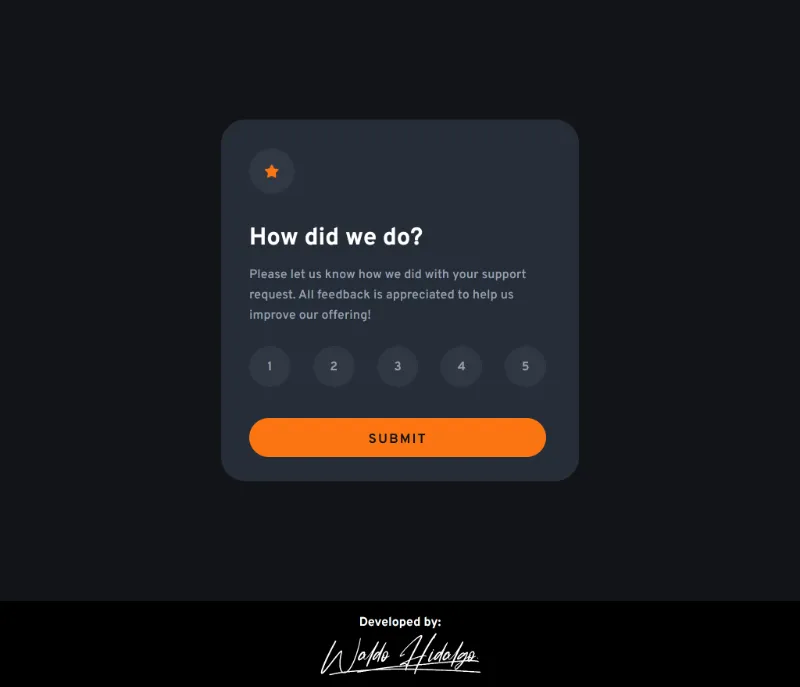 How did we do?
Please let us know how we did with your support
request. All feedback is appreciated to help us
improve our offering!
1 2 3 4 5
SUBMIT
Developed by:
Waldo Hidalgo